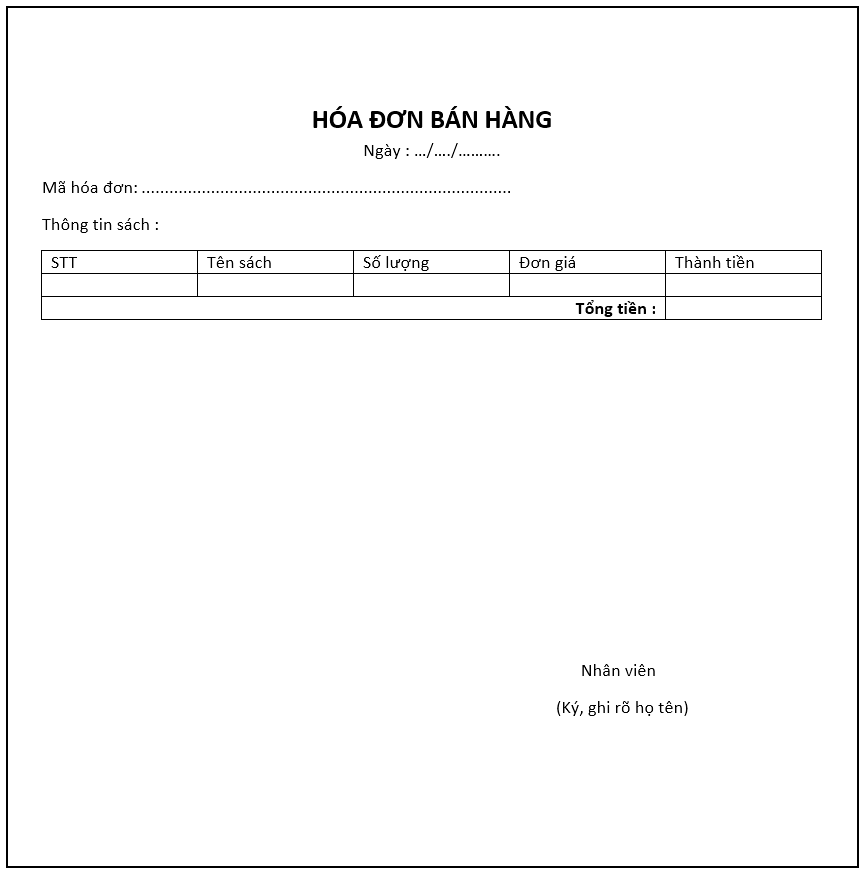 HÓA ĐƠN BÁN HÀNG
Ngày : .../..../..........
Mã hóa đơn: ................................................................................
Thông tin sách :
STT Tên sách Số lượng Đơn giá Thành tiền
Tổng tiền :
Nhân viên
(Ký, ghi rõ họ tên)